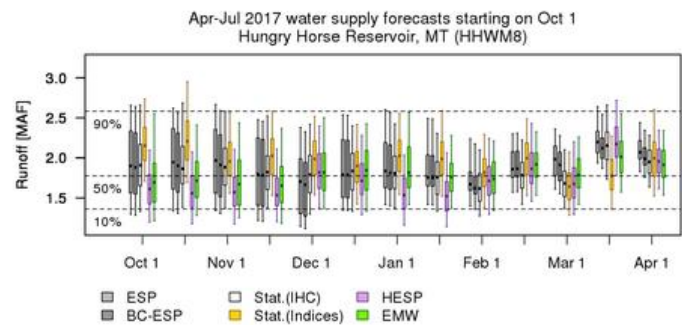 Apr-Jul 2017 water supply forecasts starting on Oct 1
Hungry Horse Reservoir, MT (HHWM8)
Runoff [MAF]
3.0
2.5
2.0
1.5
90%
50%
10%
Oct 1 Nov 1 Dec 1 Jan 1 Feb 1 Mar 1 Apr 1
ESP Stat.(IHC) HESP
BC-ESP Stat.(Indices) EMW